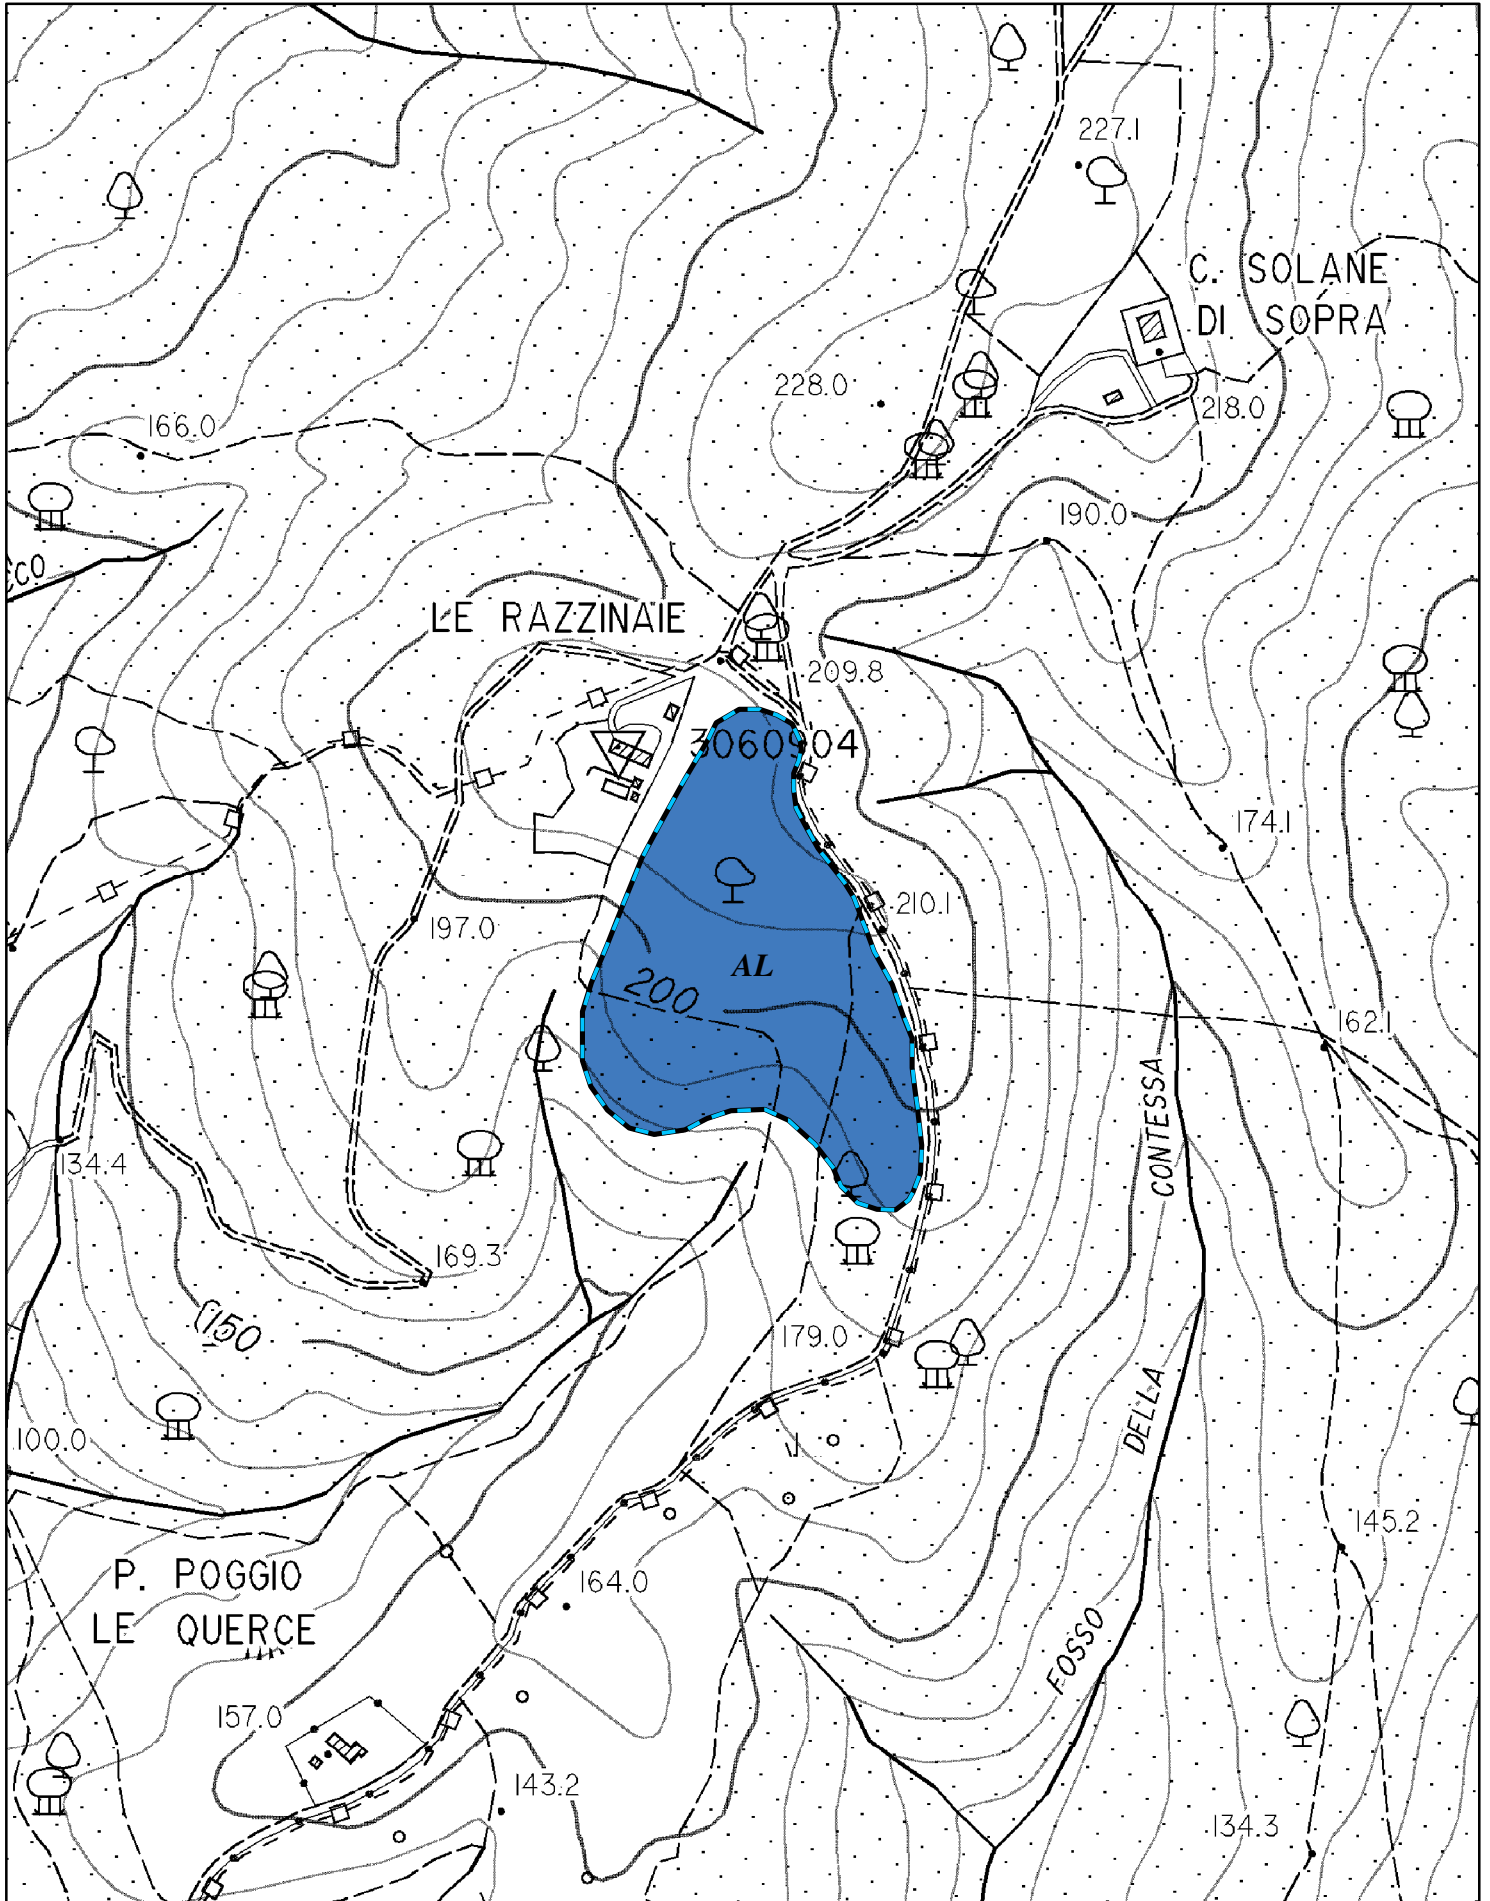 227.1
C. SOLANE
DI SOPRA
228.0
218.0
166.0
190.0
CO
LE RAZZINAIE
209.8
3060904
174.1
210.1
197.0
AL
200
162.1
CONTESSA
134.4
169.3
150
179.0
DELLA
100.0
145.2
P. POGGIO
LE QUERCE
164.0
FOSSO
157.0
143.2
134.3